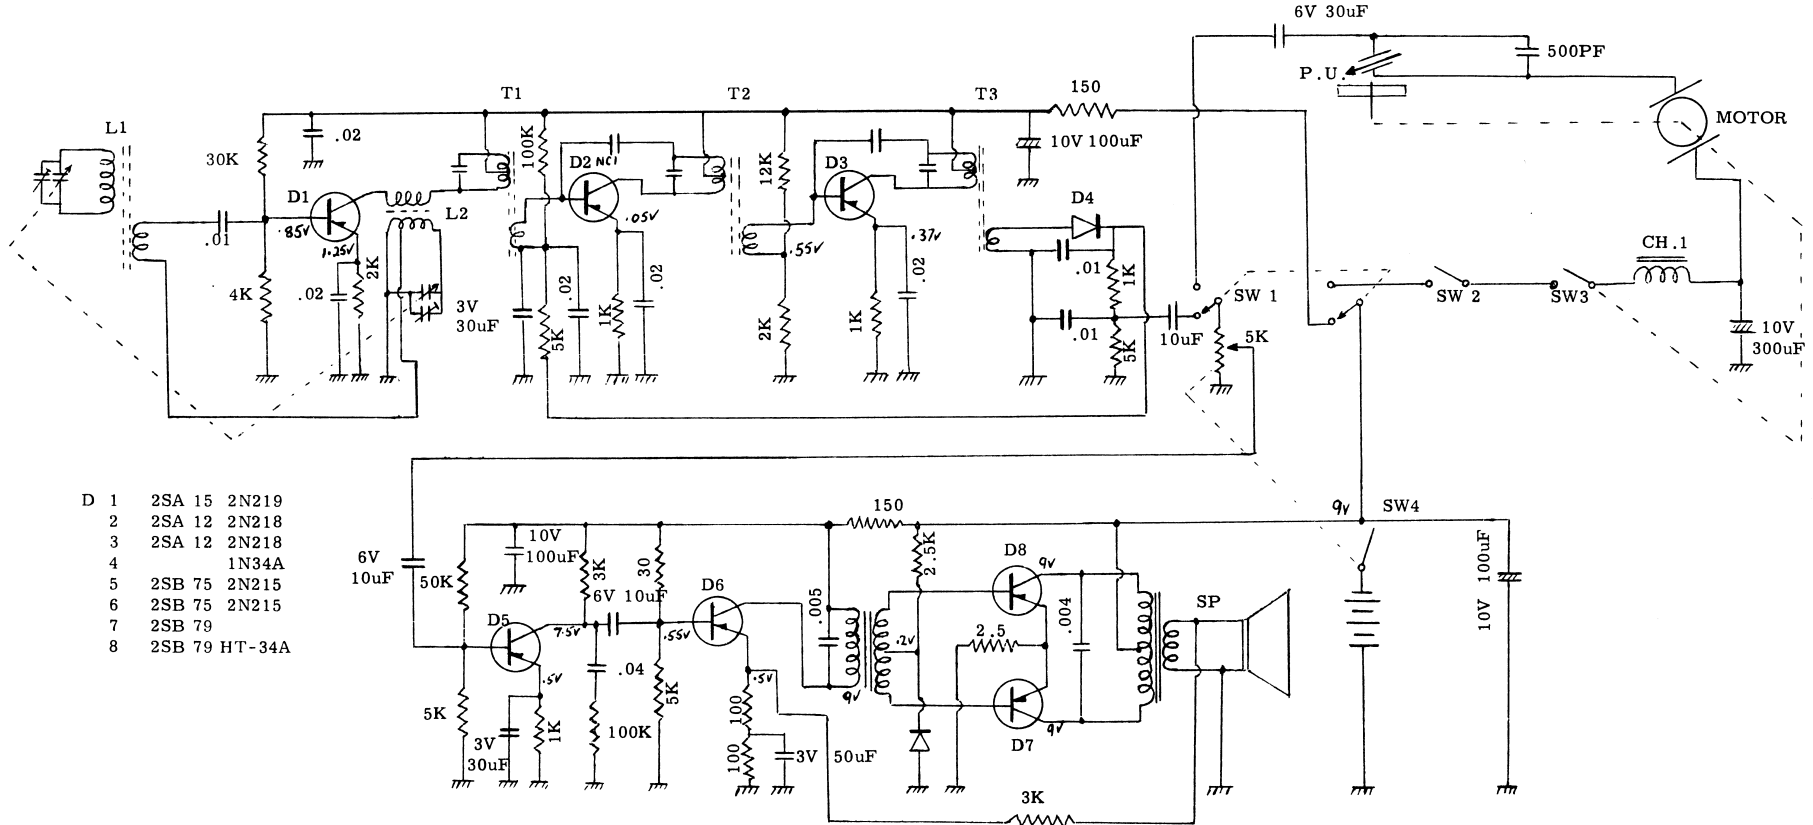 6V 30uF
500PF
P.U.
MOTOR
T1
T2
T3
150
L1
.02
10V 100uF
30K
100K
D2 NC1
12K
D3
D1
D4
L2
.85V
.05V
.55V
.37V
1.25V
.01
2K
.02
CH.1
4K
.02
3V
30uF
.02
.02
1K
.01
1K
SW 1
SW 2
SW3
5K
1K
2K
1K
.01
5K
10uF
5K
10V
300uF
D 1 2SA 15 2N219
2 2SA 12 2N218
3 2SA 12 2N218
4 1N34A
5 2SB 75 2N215
6 2SB 75 2N215
7 2SB 79
8 2SB 79 HT-34A
9V
SW4
150
6V
10uF
10V
100uF
50K
3K
30
2.5K
D8
9V
10V 100uF
6V 10uF
D6
.005
.004
SP
D5
7.5V
.55V
.2V
2.5
.5V
.04
.5V
9V
5K
5K
100
9V
D7
3V
30uF
1K
100K
100
3V
50uF
3K